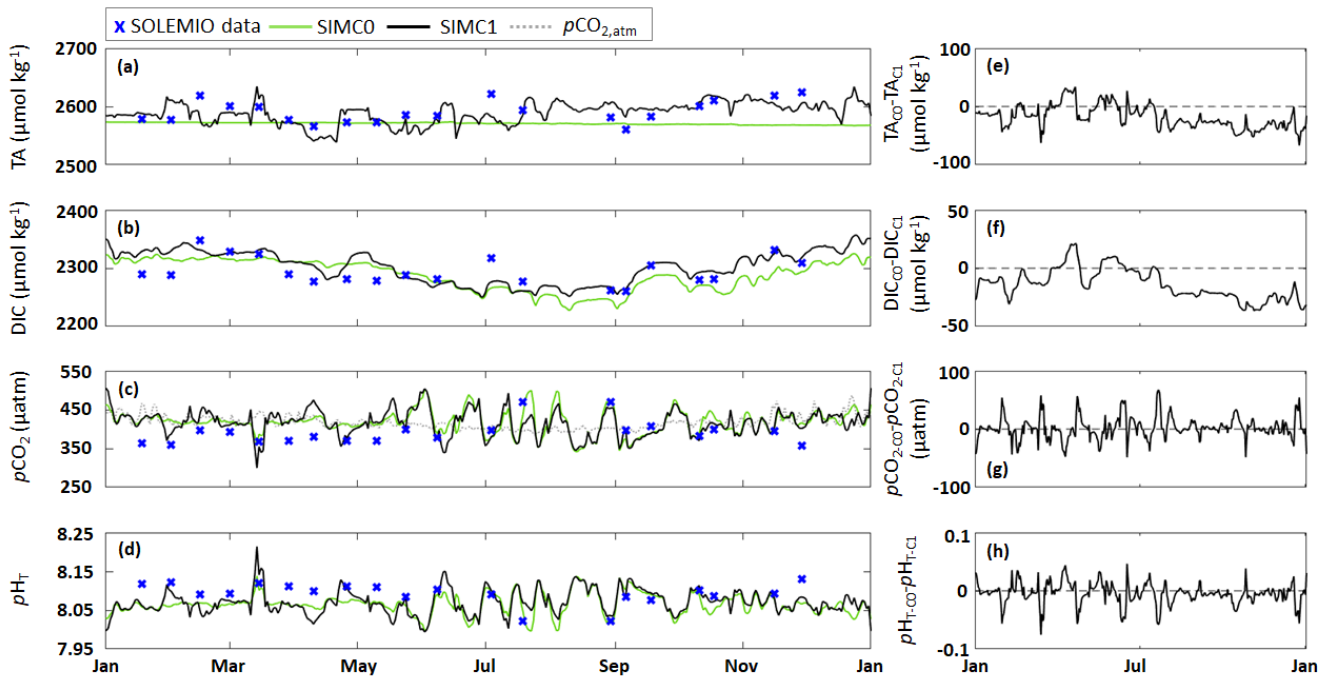 SOLEMIO data SIMC0 SIMC1 pCO2,atm
2700
2600
2500
TA (µmol kg-1)
(a)
100
0
-100
TAC0-TAC1
(µmol kg-1)
(e)
2400
2300
2200
DIC (µmol kg-1)
(b)
50
0
-50
DICC0-DICC1
(µmol kg-1)
(f)
550
450
350
250
pCO2 (µatm)
(c)
100
0
-100
pCO2-C0-pCO2-C1
(µatm)
(g)
8.25
8.15
8.05
7.95
pHT
(d)
0.1
0
-0.1
pHT-C0-pHT-C1
(h)
Jan Mar May Jul Sep Nov Jan
Jan Jul Jan